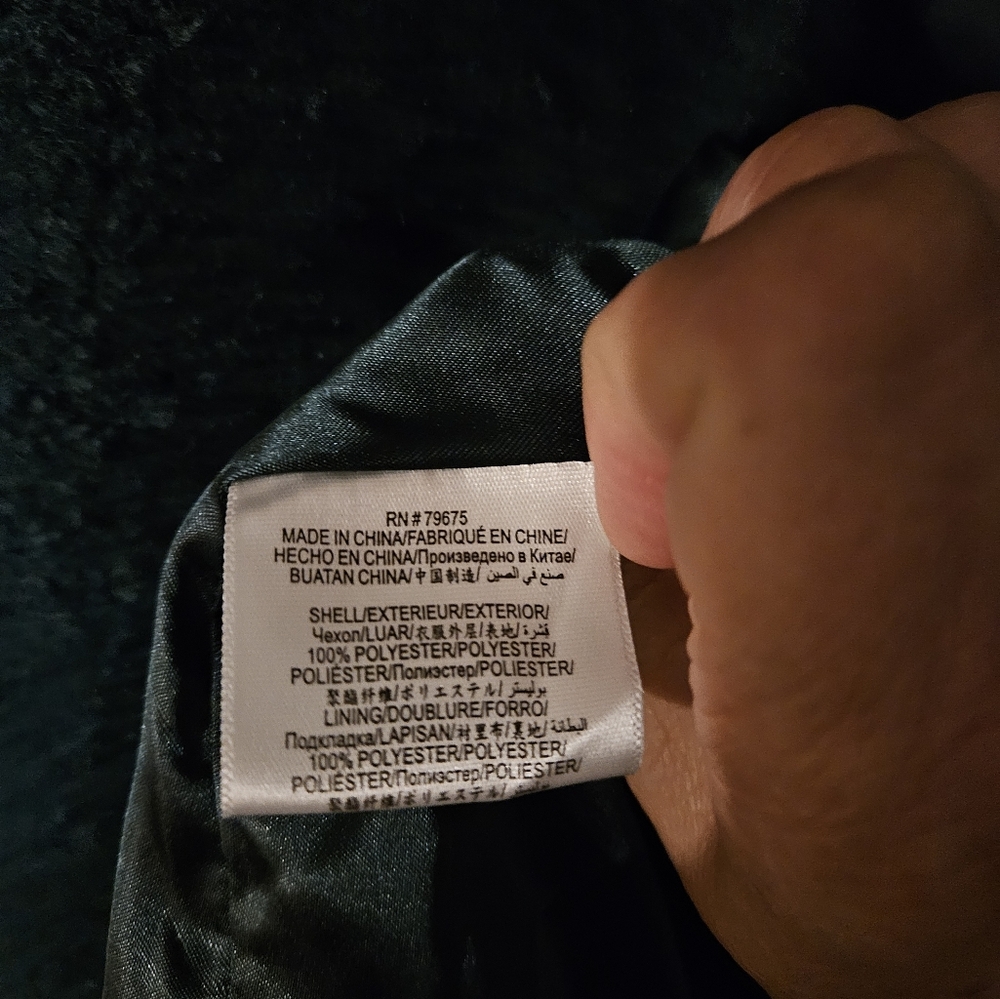 RN # 79675
MADE IN CHINA/FABRIQUÉ EN CHINE/
HECHO EN CHINA/Произведено в Китае/
BUATAN CHINA/中国制造/ صنع في الصين
SHELL/EXTERIEUR/EXTERIOR/
Чехол/LUAR/衣服外层/表地/قشرة/
100% POLYESTER/POLYESTER/
POLIÉSTER/Полиэстер/POLIESTER/
聚酯纤维/ポリエステル/ بوليستر
LINING/DOUBLURE/FORRO/
Подкладка/LAPISAN/衬里布/裏地/البطانة/
100% POLYESTER/POLYESTER/
POLIÉSTER/Полиэстер/POLIESTER/
聚酯纤维/ポリエステル/